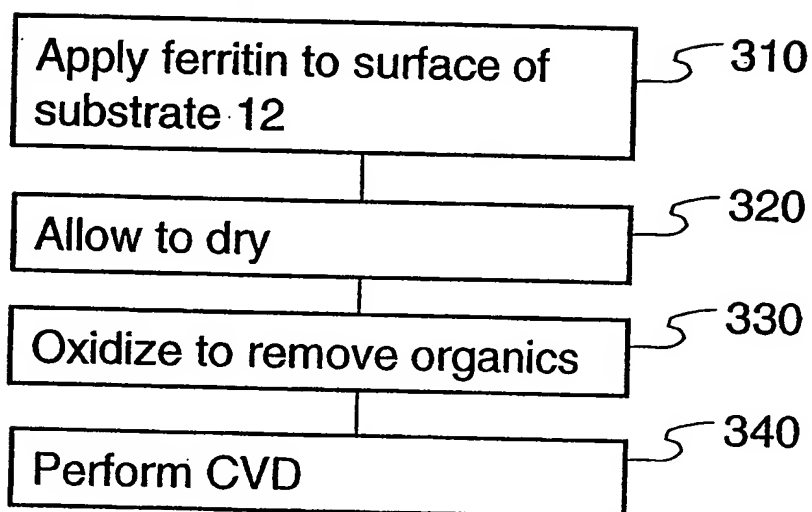 Apply ferritin to surface of
substrate 12
310
Allow to dry
320
Oxidize to remove organics
330
Perform CVD
340